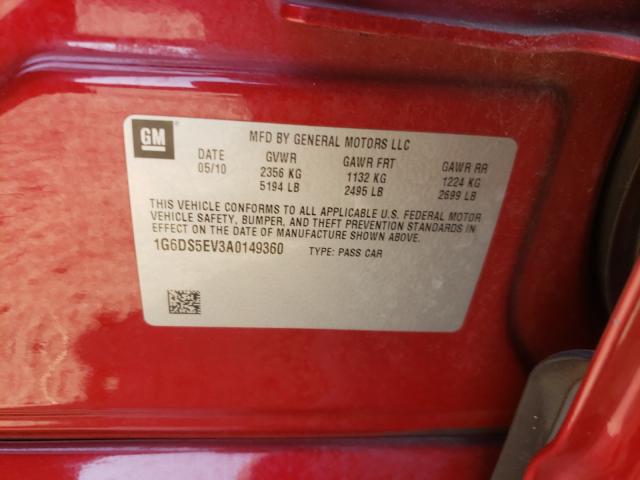 GM
MFD BY GENERAL MOTORS LLC
DATE GVWR GAWR FRT GAWR RR
05/10 2356 KG 1132 KG 1224 KG
5194 LB 2495 LB 2699 LB
THIS VEHICLE CONFORMS TO ALL APPLICABLE U.S. FEDERAL MOTOR
VEHICLE SAFETY, BUMPER, AND THEFT PREVENTION STANDARDS IN
EFFECT ON THE DATE OF MANUFACTURE SHOWN ABOVE.
1G6DS5EV3A0149360 TYPE: PASS CAR